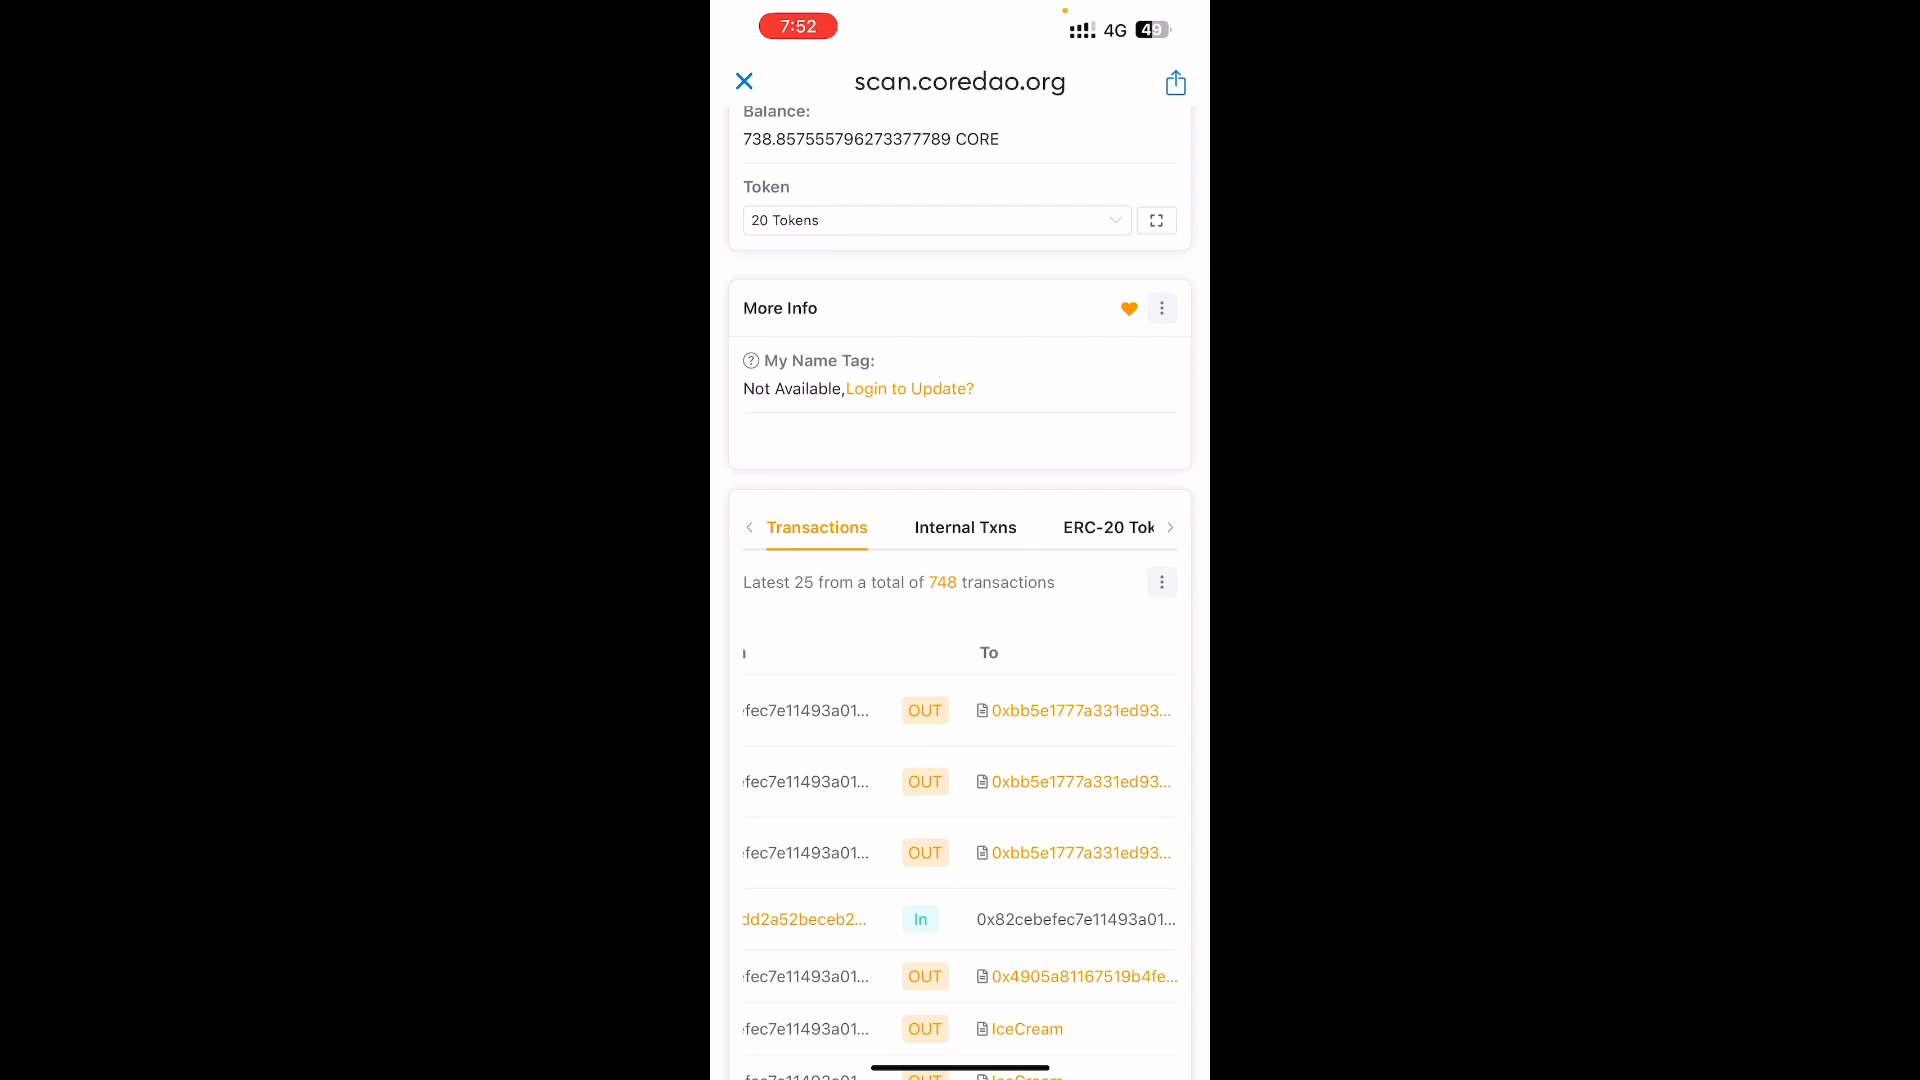 7:52
4G 49
scan.coredao.org
Balance:
738.857555796273377789 CORE
Token
20 Tokens
More Info
My Name Tag:
Not Available,Login to Update?
Transactions Internal Txns ERC-20 Tok
Latest 25 from a total of 748 transactions
To
fec7e11493a01... OUT 0xbb5e1777a331ed93...
fec7e11493a01... OUT 0xbb5e1777a331ed93...
fec7e11493a01... OUT 0xbb5e1777a331ed93...
dd2a52beceb2... In 0x82cebefec7e11493a01...
fec7e11493a01... OUT 0x4905a81167519b4fe...
fec7e11493a01... OUT IceCream